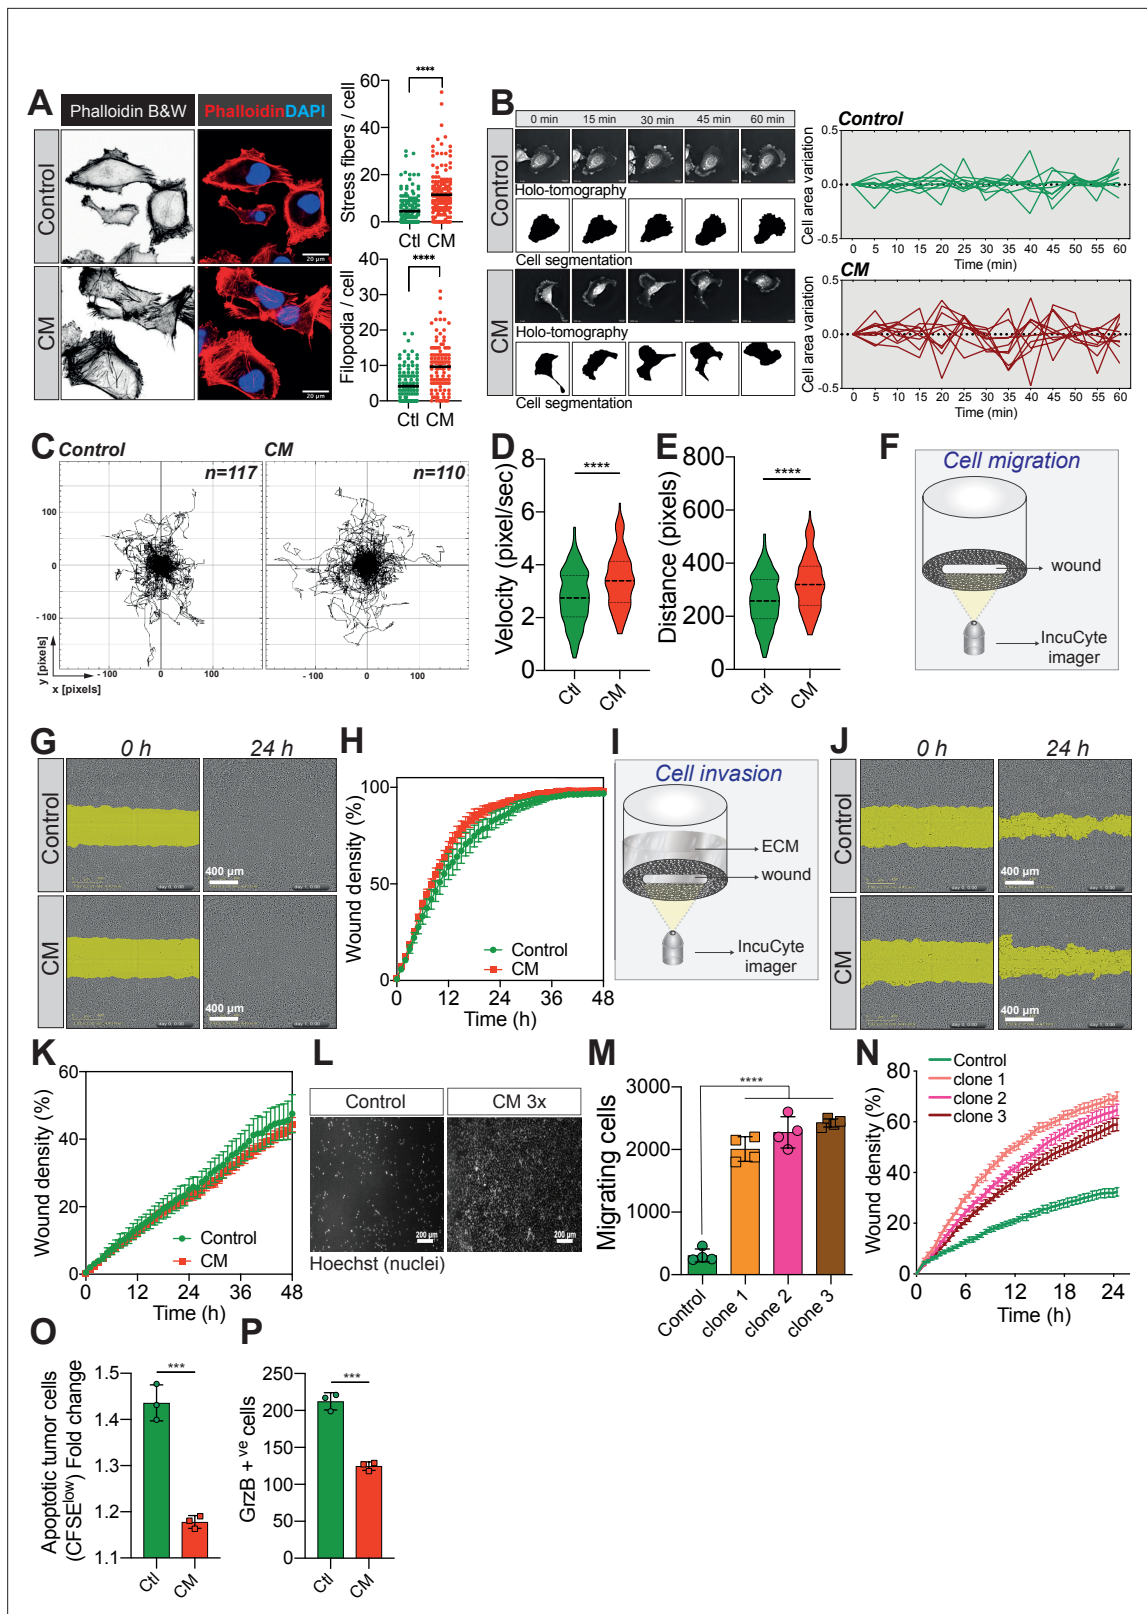 A
Phalloidin B&W
PhalloidinDAPI
Control
CM
20 µm
20 µm
Stress fibers / cell
60
40
20
0
****
Ctl
CM
Filopodia / cell
40
30
20
10
0
****
Ctl
CM
B
0 min
15 min
30 min
45 min
60 min
Control
Holo-tomography
Cell segmentation
CM
Holo-tomography
Cell segmentation
Control
Cell area variation
0.5
0.0
-0.5
0 5 10 15 20 25 30 35 40 45 50 55 60
Time (min)
CM
Cell area variation
0.5
0.0
-0.5
0 5 10 15 20 25 30 35 40 45 50 55 60
Time (min)
C
Control
n=117
CM
n=110
100
0
- 100
y [pixels]
x [pixels]
- 100 0 100
- 100 0 100
D
Velocity (pixel/sec)
8
6
4
2
0
****
Ctl
CM
E
Distance (pixels)
800
600
400
200
0
****
Ctl
CM
F
Cell migration
wound
IncuCyte
imager
G
0 h
24 h
Control
CM
400 µm
400 µm
H
Wound density (%)
100
50
0
Control
CM
0 12 24 36 48
Time (h)
I
Cell invasion
ECM
wound
IncuCyte
imager
J
0 h
24 h
Control
CM
400 µm
400 µm
K
Wound density (%)
60
40
20
0
Control
CM
0 12 24 36 48
Time (h)
L
Control
CM 3x
200 µm
200 µm
Hoechst (nuclei)
M
Migrating cells
3000
2000
1000
0
****
Control
clone 1
clone 2
clone 3
N
Control
clone 1
clone 2
clone 3
Wound density (%)
80
60
40
20
0
0 6 12 18 24
Time (h)
O
Apoptotic tumor cells
(CFSElow) Fold change
1.5
1.4
1.3
1.2
1.1
***
Ctl
CM
P
GrzB +ve cells
250
200
150
100
50
0
***
Ctl
CM